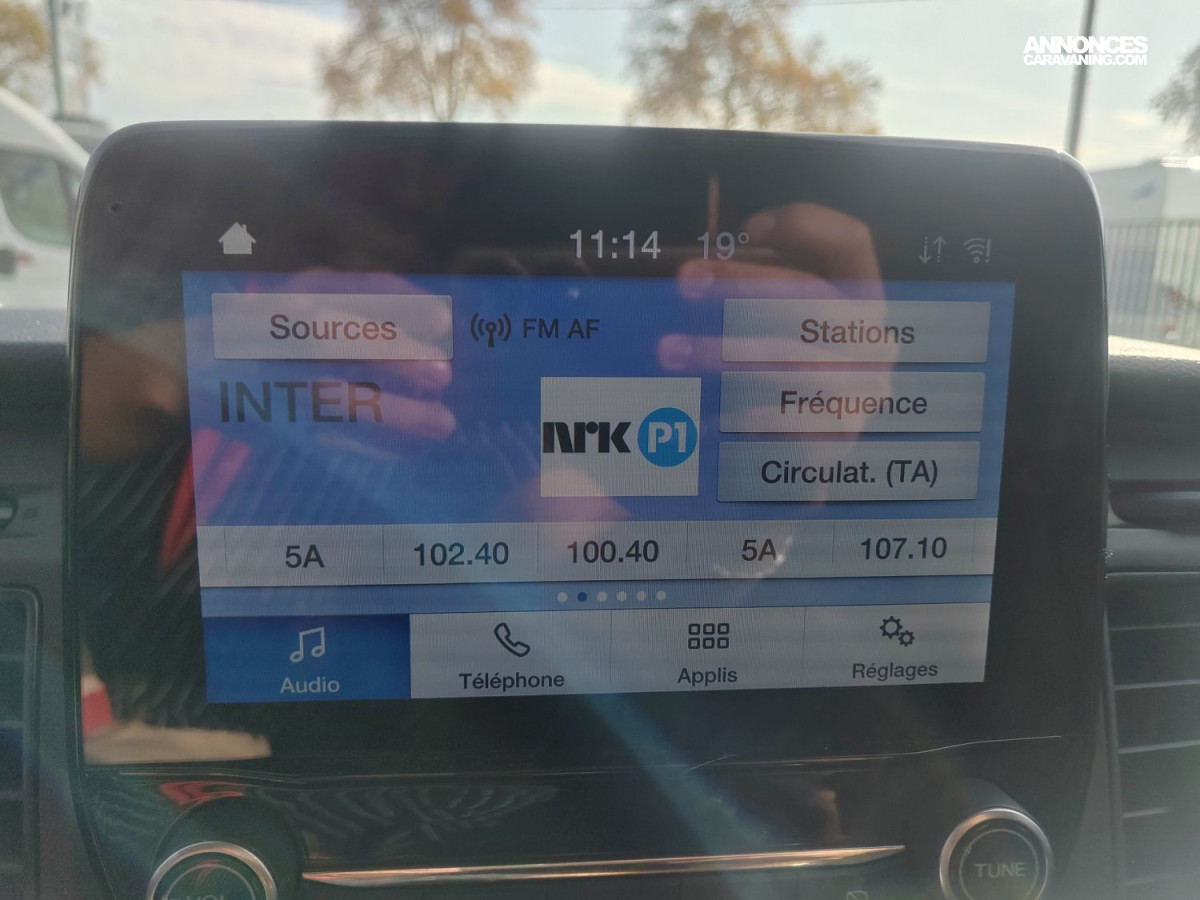 ANNONCES
CARAVANING.COM
11:14 19°
Sources FM AF Stations
INTER
nrk P1
Fréquence
Circulat. (TA)
5A 102.40 100.40 5A 107.10
Audio Téléphone Applis Réglages
VOL TUNE